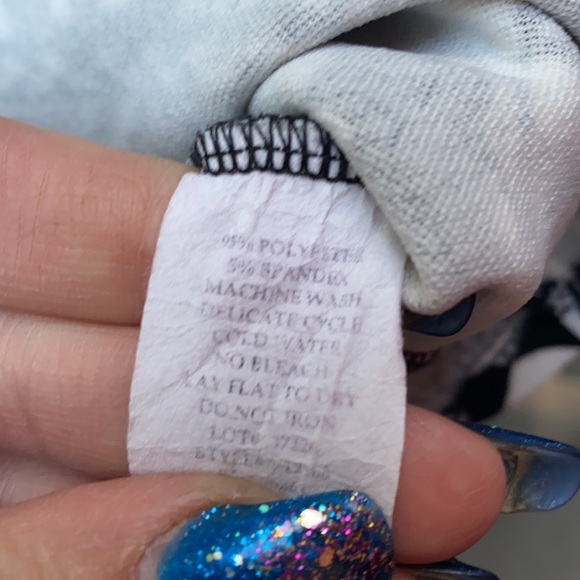 95% POLYESTER
5% SPANDEX
MACHINE WASH
DELICATE CYCLE
COLD WATER
NO BLEACH
LAY FLAT TO DRY
DO NOT IRON
LOT#